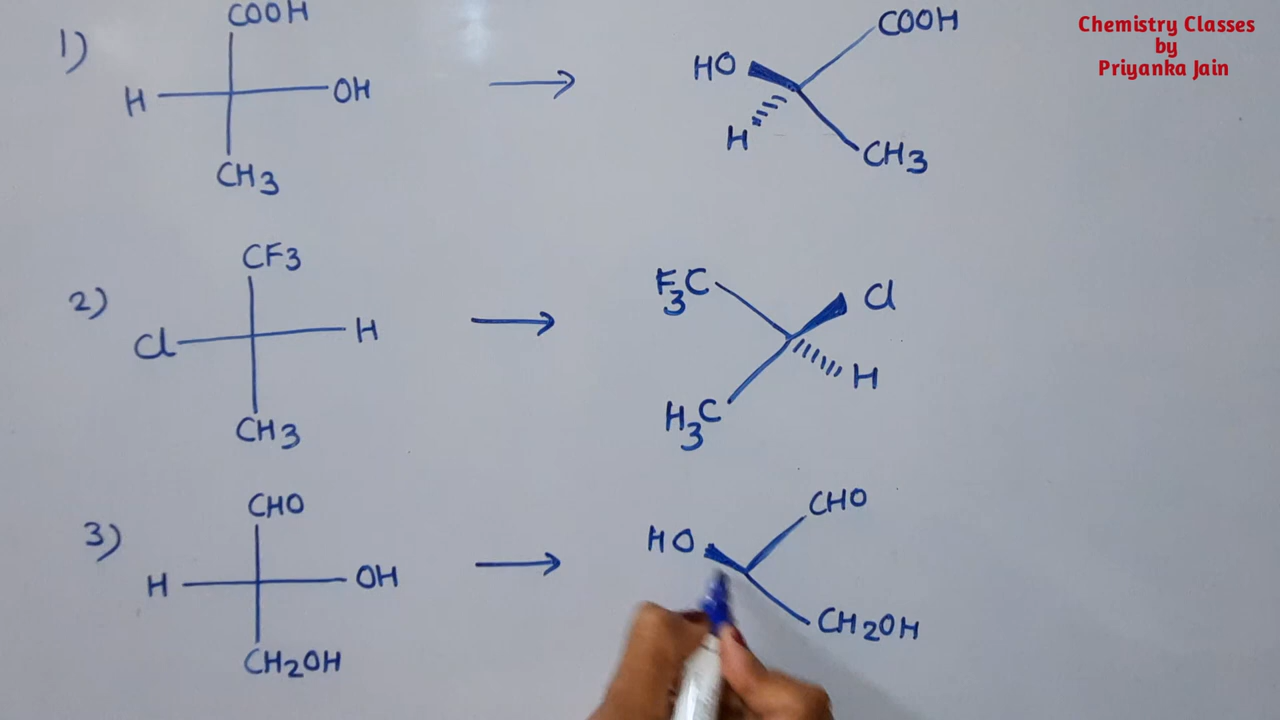 Chemistry Classes
by
Priyanka Jain
1)
COOH
H
OH
CH3
HO
COOH
H
CH3
2)
CF3
Cl
H
CH3
F3C
Cl
H
H3C
3)
CHO
H
OH
CH2OH
HO
CHO
CH2OH